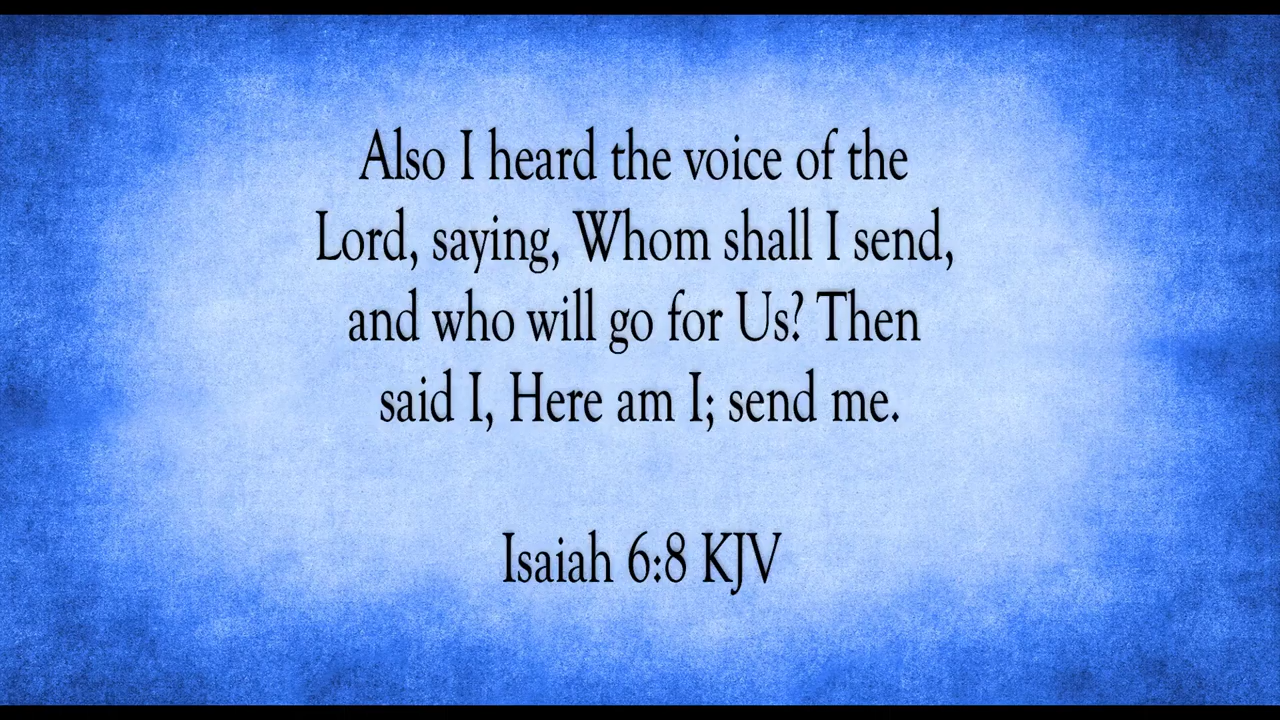 Also I heard the voice of the
Lord, saying, Whom shall I send,
and who will go for Us? Then
said I, Here am I; send me.
Isaiah 6:8 KJV